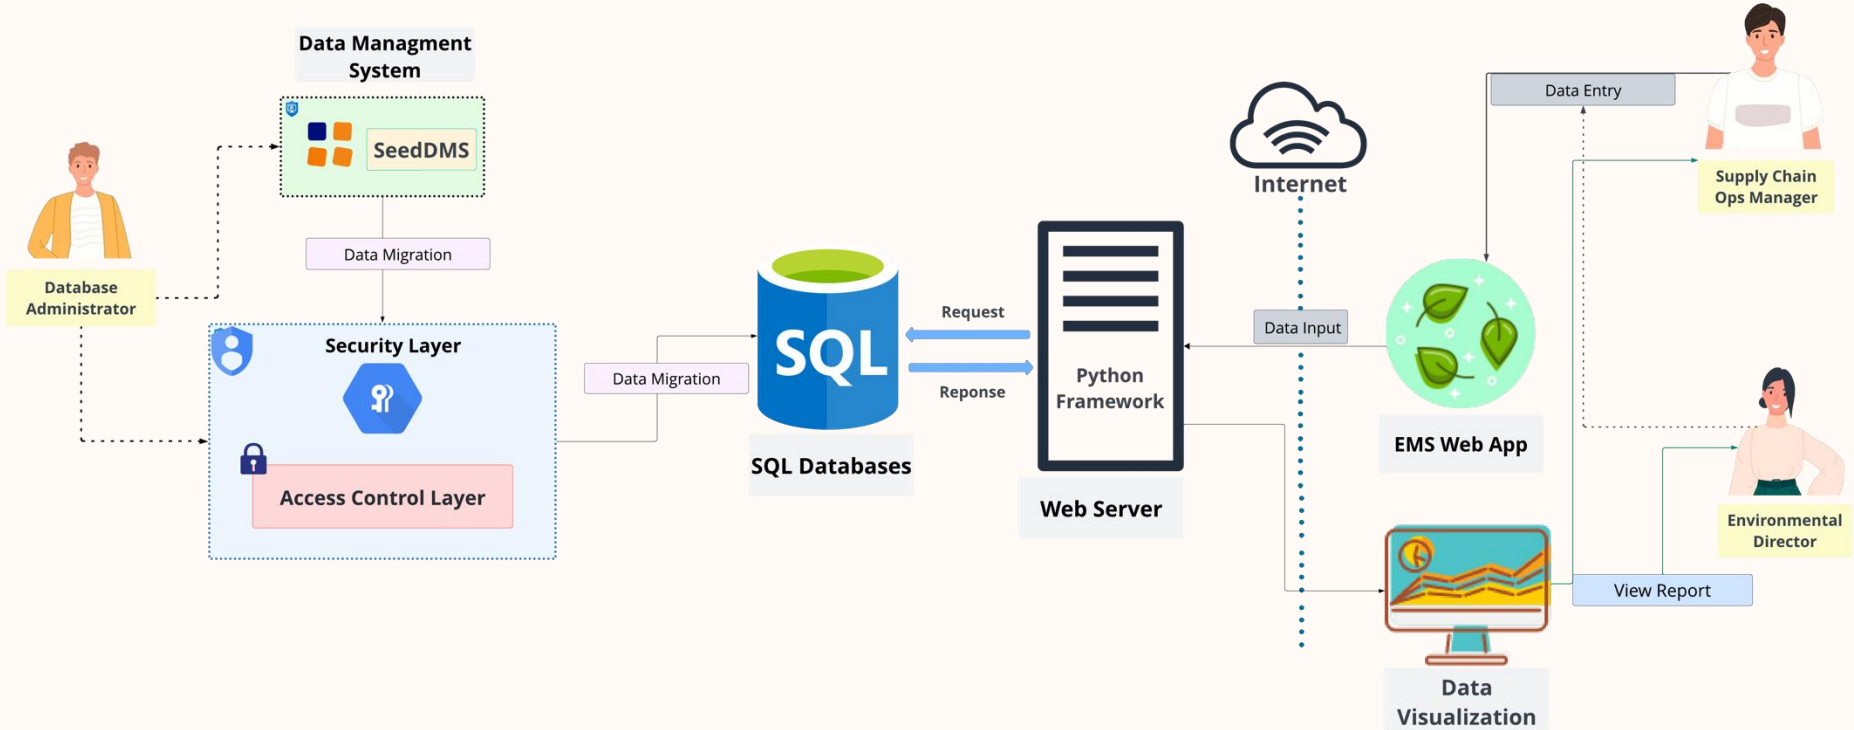 Data Managment
System
SeedDMS
Database
Administrator
Data Migration
Security Layer
Access Control Layer
Data Migration
SQL
SQL Databases
Request
Reponse
Python
Framework
Web Server
Internet
Data Input
Data Entry
Supply Chain
Ops Manager
EMS Web App
Environmental
Director
View Report
Data
Visualization